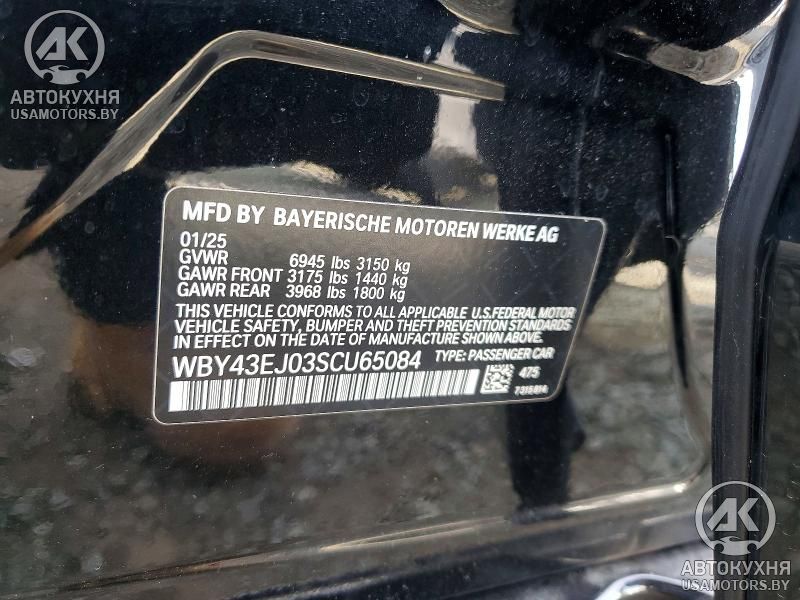 AK
АВТОКУХНЯ
USAMOTORS.BY
MFD BY BAYERISCHE MOTOREN WERKE AG
01/25
GVWR 6945 lbs 3150 kg
GAWR FRONT 3175 lbs 1440 kg
GAWR REAR 3968 lbs 1800 kg
THIS VEHICLE CONFORMS TO ALL APPLICABLE U.S. FEDERAL MOTOR
VEHICLE SAFETY, BUMPER AND THEFT PREVENTION STANDARDS
IN EFFECT ON THE DATE OF MANUFACTURE SHOWN ABOVE.
WBY43EJ03SCU65084 TYPE: PASSENGER CAR
475
7315814
AK
АВТОКУХНЯ
USAMOTORS.BY